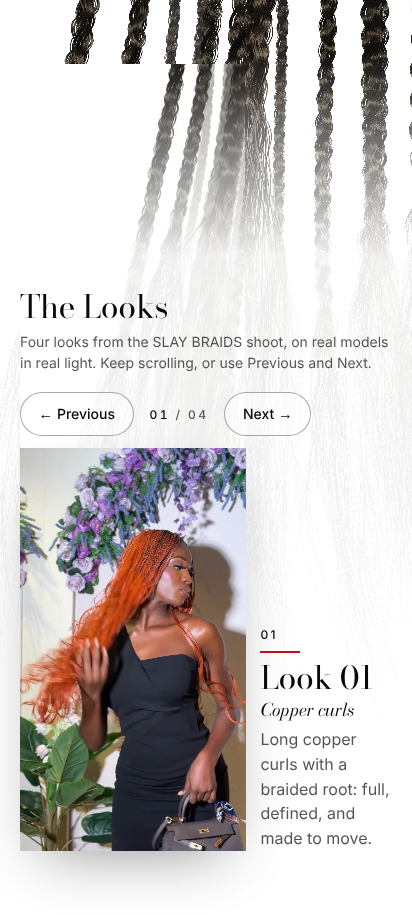 The Looks
Four looks from the SLAY BRAIDS shoot, on real models
in real light. Keep scrolling, or use Previous and Next.
← Previous
01 / 04
Next →
01
Look 01
Copper curls
Long copper
curls with a
braided root: full,
defined, and
made to move.